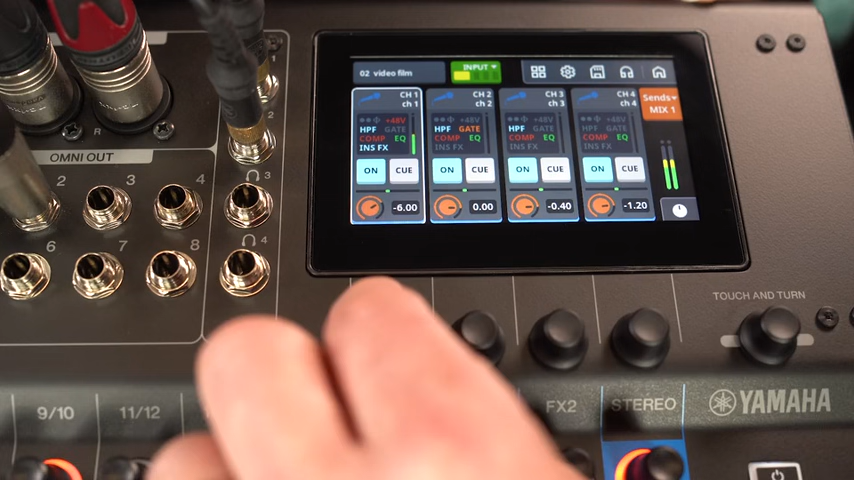 02 video film
INPUT
CH 1
ch 1
CH 2
ch 2
CH 3
ch 3
CH 4
ch 4
Sends
MIX 1
+48V
HPF GATE
COMP EQ
INS FX
+48V
HPF GATE
COMP EQ
INS FX
+48V
HPF GATE
COMP EQ
INS FX
+48V
HPF GATE
COMP EQ
INS FX
ON CUE
ON CUE
ON CUE
ON CUE
-6.00
0.00
-0.40
-1.20
R
OMNI OUT
1
2
2
3
4
3
6
7
8
4
TOUCH AND TURN
9/10
11/12
FX2
STEREO
YAMAHA